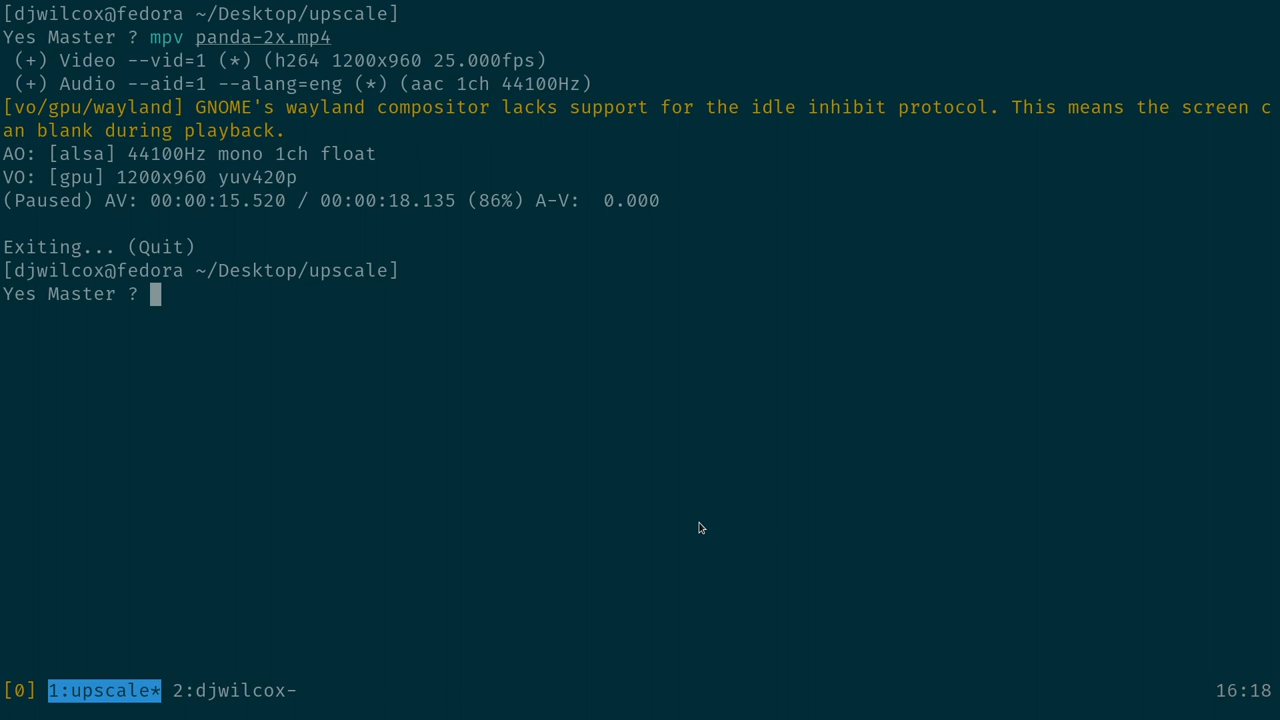 [djwilcox@fedora ~/Desktop/upscale]
Yes Master ? mpv panda-2x.mp4
 (+) Video --vid=1 (*) (h264 1200x960 25.000fps)
 (+) Audio --aid=1 --alang=eng (*) (aac 1ch 44100Hz)
[vo/gpu/wayland] GNOME's wayland compositor lacks support for the idle inhibit protocol. This means the screen c
an blank during playback.
AO: [alsa] 44100Hz mono 1ch float
VO: [gpu] 1200x960 yuv420p
(Paused) AV: 00:00:15.520 / 00:00:18.135 (86%) A-V:  0.000
Exiting... (Quit)
[djwilcox@fedora ~/Desktop/upscale]
Yes Master ?
[0] 1:upscale* 2:djwilcox- 16:18